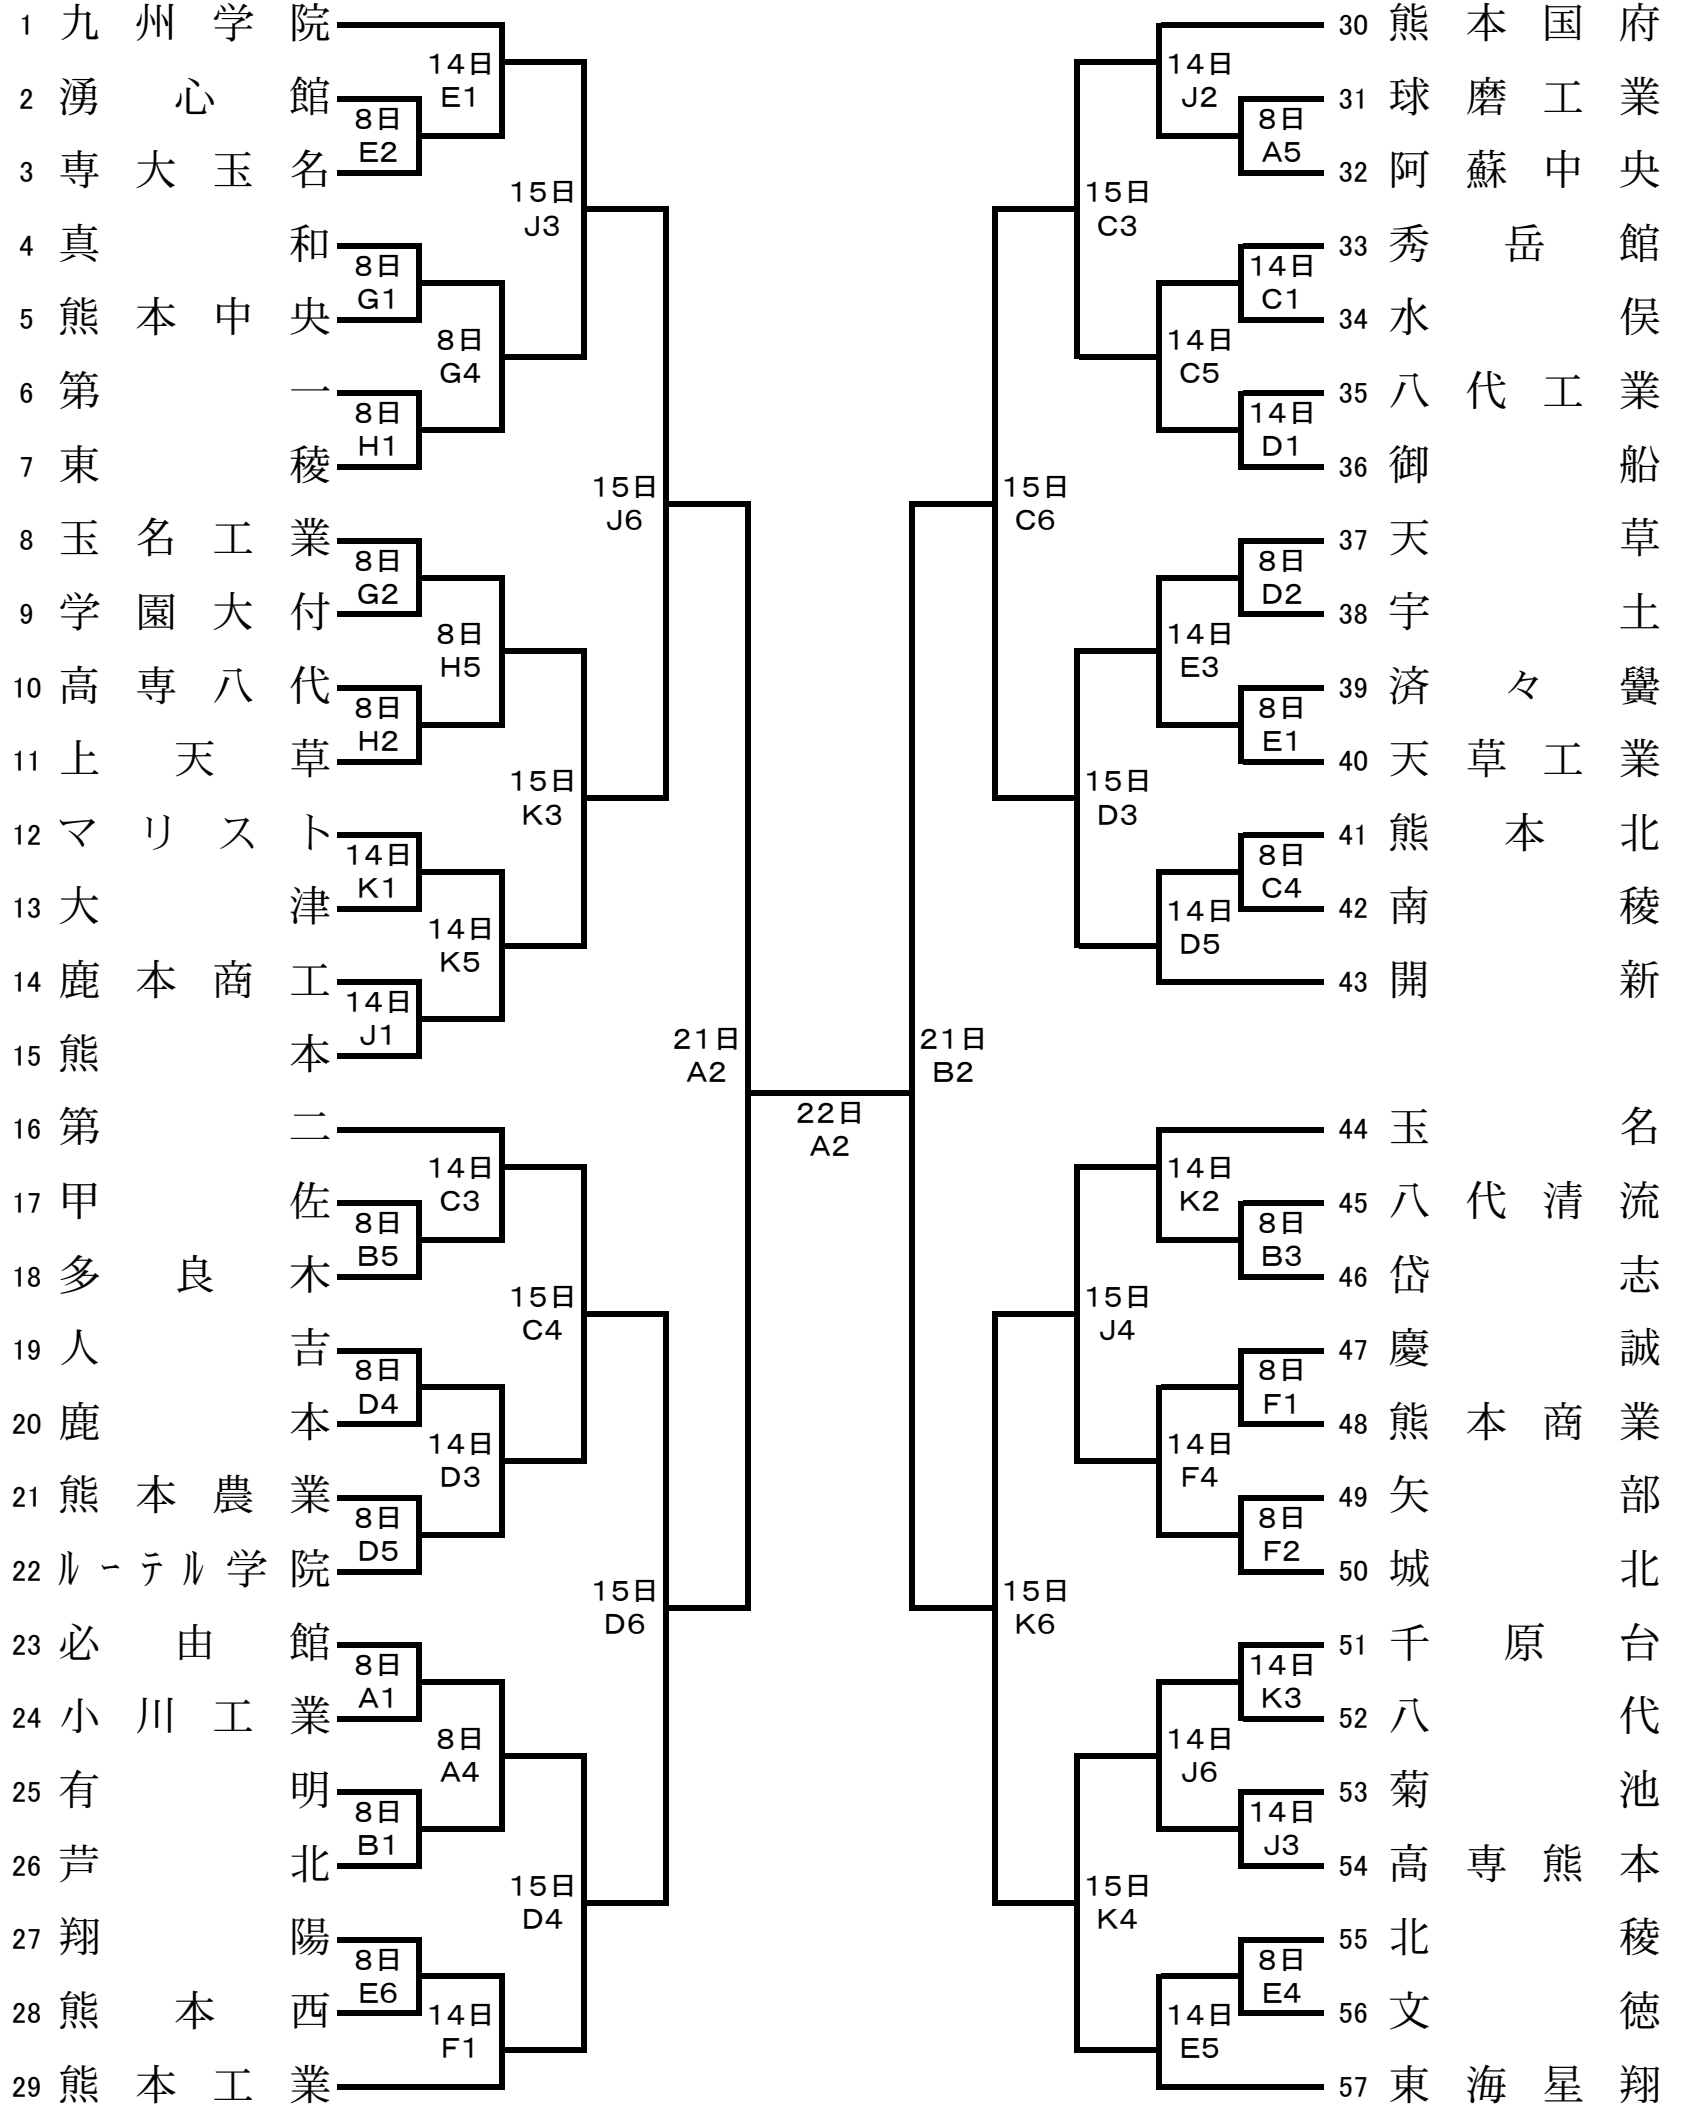 1 九州学院
2 湧心館
3 専大玉名
4 真和
5 熊本中央
6 第一
7 東稜
8 玉名工業
9 学園大付
10 高専八代
11 上天草
12 マリスト
13 大津
14 鹿本商工
15 熊本
16 第二
17 甲佐
18 多良木
19 人吉
20 鹿本
21 熊本農業
22 ﾙｰﾃﾙ学院
23 必由館
24 小川工業
25 有明
26 芦北
27 翔陽
28 熊本西
29 熊本工業
8日
E2
8日
G1
8日
H1
8日
G2
8日
H2
14日
K1
14日
J1
8日
B5
8日
D4
8日
D5
8日
A1
8日
B1
8日
E6
14日
E1
8日
G4
8日
H5
14日
K5
14日
C3
14日
D3
8日
A4
14日
F1
15日
J3
15日
K3
15日
C4
15日
D4
15日
J6
15日
D6
21日
A2
22日
A2
21日
B2
15日
C6
15日
K6
15日
C3
15日
D3
15日
J4
15日
K4
14日
J2
14日
C5
14日
E3
14日
D5
14日
K2
14日
F4
14日
J6
14日
E5
8日
A5
14日
C1
14日
D1
8日
D2
8日
E1
8日
C4
8日
B3
8日
F1
8日
F2
14日
K3
14日
J3
8日
E4
30 熊本国府
31 球磨工業
32 阿蘇中央
33 秀岳館
34 水俣
35 八代工業
36 御船
37 天草
38 宇土
39 済々黌
40 天草工業
41 熊本北
42 南稜
43 開新
44 玉名
45 八代清流
46 岱志
47 慶誠
48 熊本商業
49 矢部
50 城北
51 千原台
52 八代
53 菊池
54 高専熊本
55 北稜
56 文徳
57 東海星翔